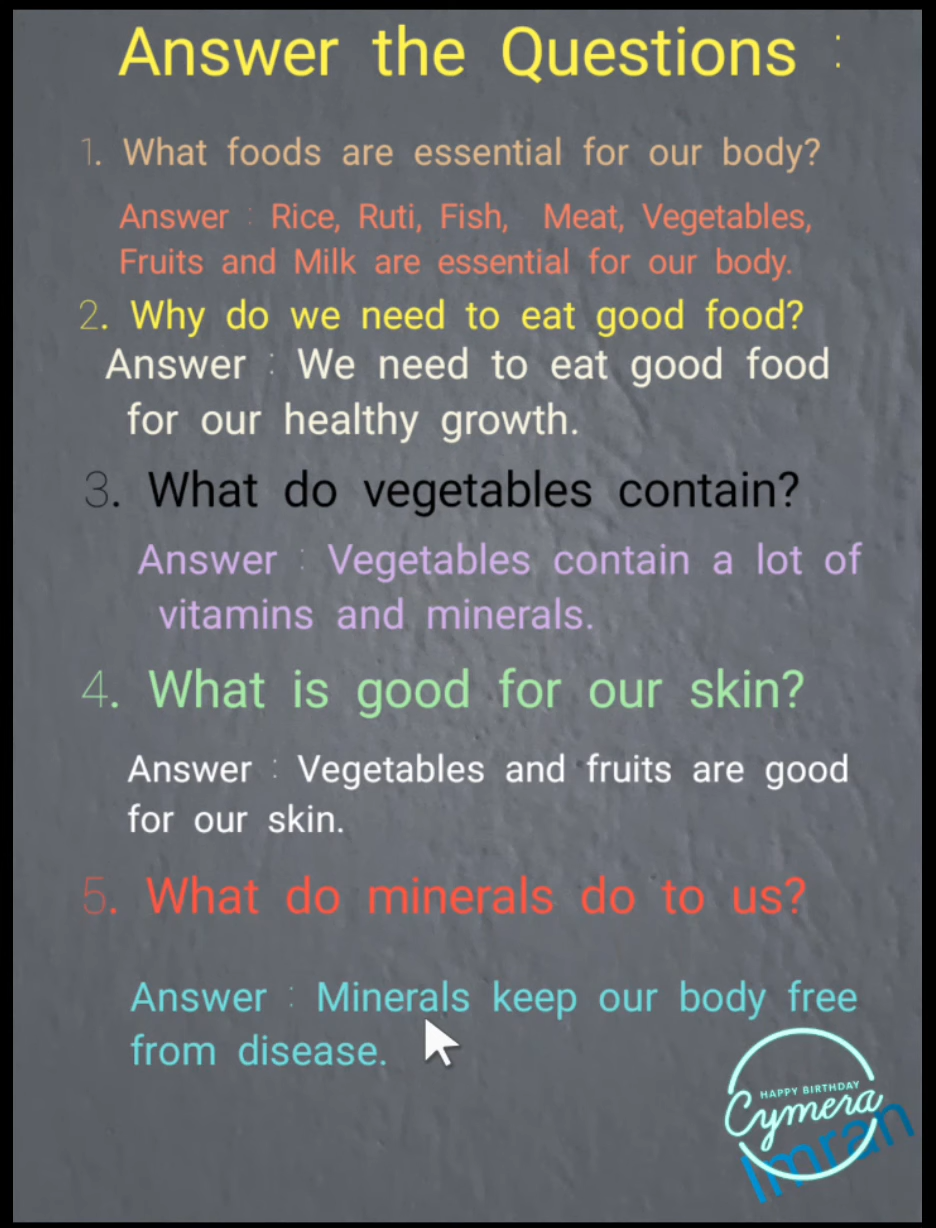 Answer the Questions :
1. What foods are essential for our body?
Answer : Rice, Ruti, Fish, Meat, Vegetables,
Fruits and Milk are essential for our body.
2. Why do we need to eat good food?
Answer : We need to eat good food
for our healthy growth.
3. What do vegetables contain?
Answer : Vegetables contain a lot of
vitamins and minerals.
4. What is good for our skin?
Answer : Vegetables and fruits are good
for our skin.
5. What do minerals do to us?
Answer : Minerals keep our body free
from disease.
HAPPY BIRTHDAY
Cymera
Imran